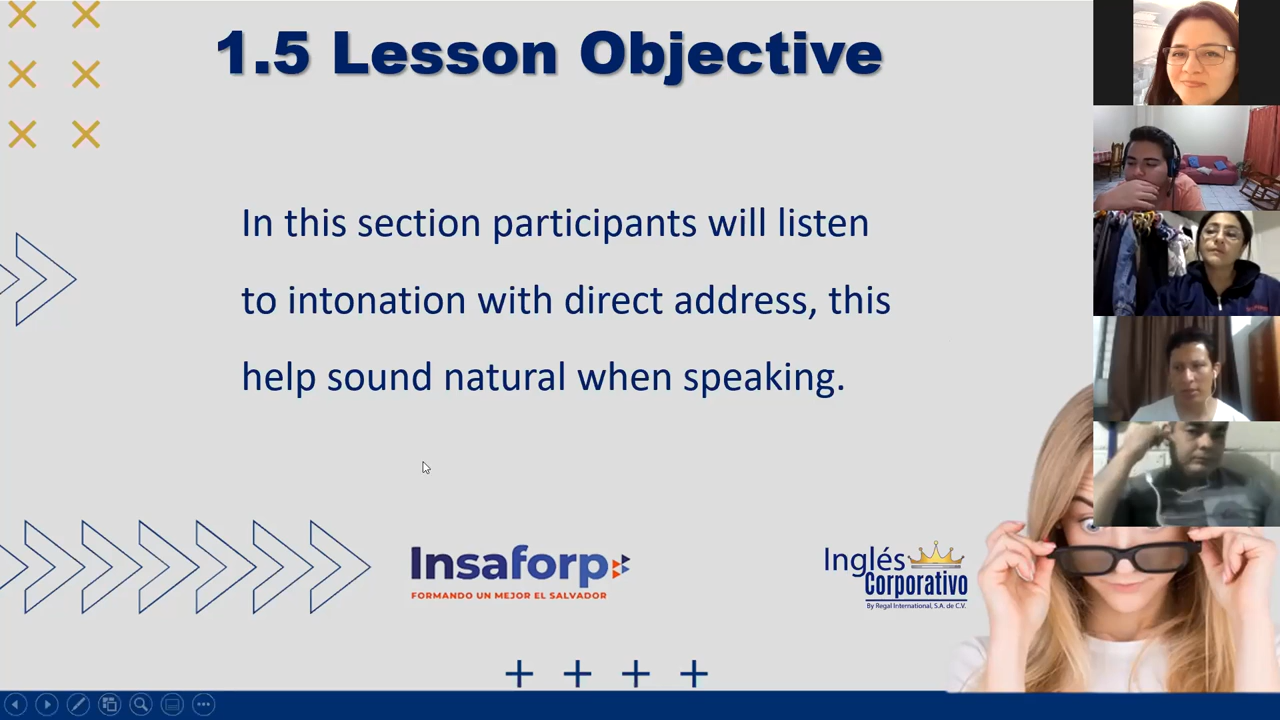 1.5 Lesson Objective
In this section participants will listen
to intonation with direct address, this
help sound natural when speaking.
Insaforp
FORMANDO UN MEJOR EL SALVADOR
Inglés
Corporativo
By Regal International, S.A. de C.V.